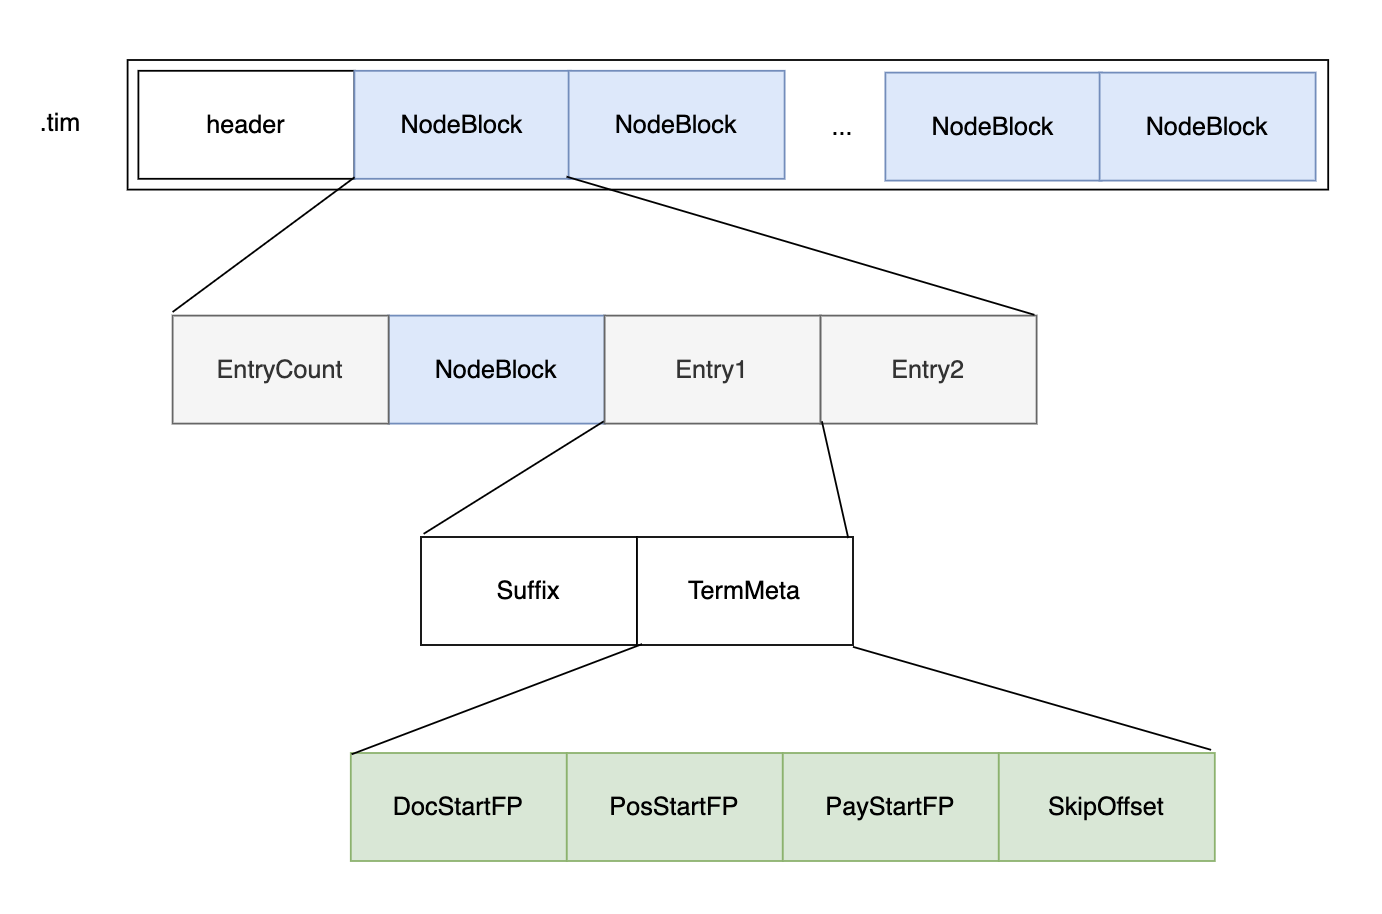 .tim
header
NodeBlock
NodeBlock
...
NodeBlock
NodeBlock
EntryCount
NodeBlock
Entry1
Entry2
Suffix
TermMeta
DocStartFP
PosStartFP
PayStartFP
SkipOffset